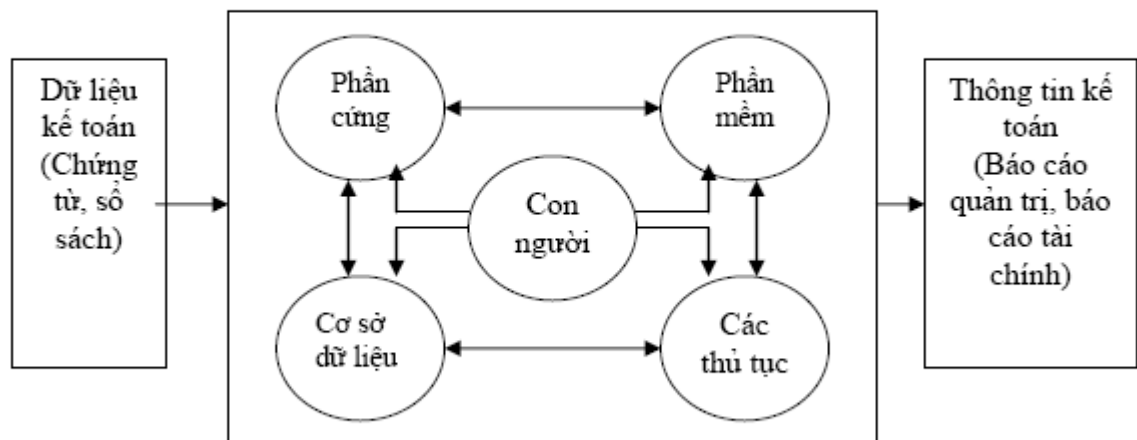 Dữ liệu
kế toán
(Chứng
từ, sổ
sách)
Phần
cứng
Phần
mềm
Con
người
Cơ sở
dữ liệu
Các
thủ tục
Thông tin kế
toán
(Báo cáo
quản trị, báo
cáo tài
chính)